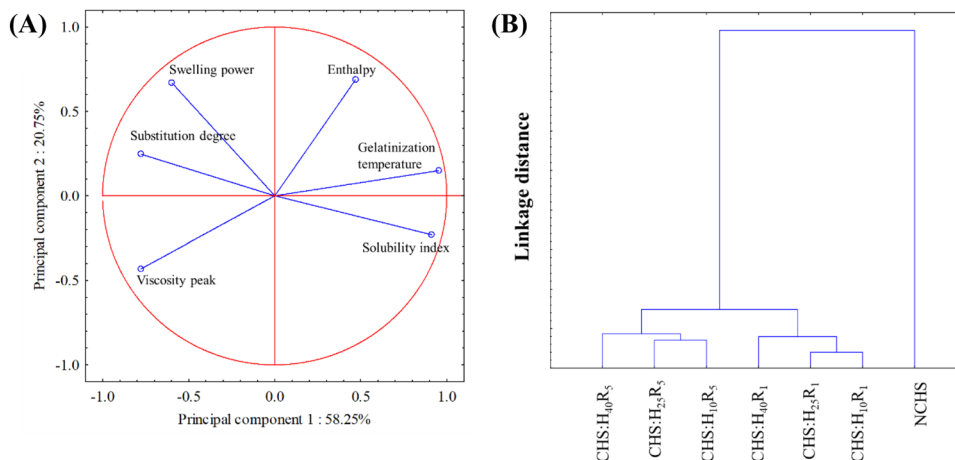 (A)
1.0
0.5
0.0
-0.5
-1.0
Principal component 2 : 20.75%
Swelling power
Enthalpy
Substitution degree
Gelatinization
temperature
Solubility index
Viscosity peak
-1.0 -0.5 0.0 0.5 1.0
Principal component 1 : 58.25%
(B)
Linkage distance
CHS:H₄₀R₅
CHS:H₂₅R₅
CHS:H₁₀R₅
CHS:H₄₀R₁
CHS:H₂₅R₁
CHS:H₁₀R₁
NCHS